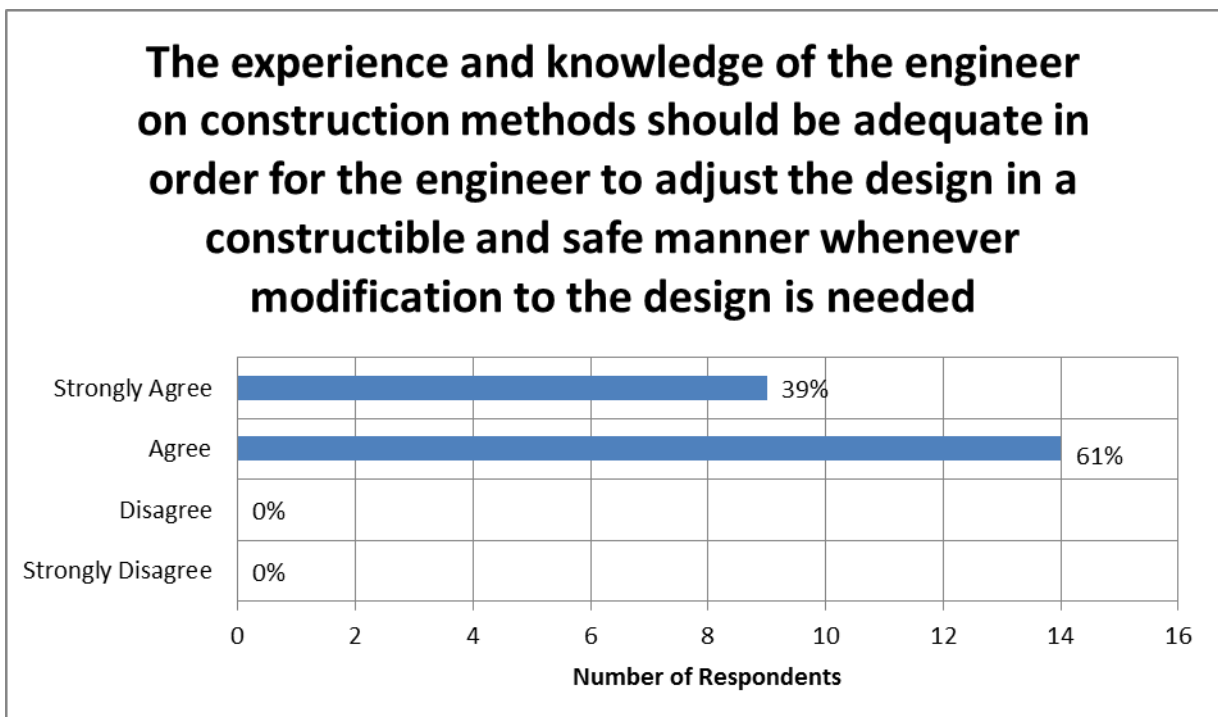 The experience and knowledge of the engineer
on construction methods should be adequate in
order for the engineer to adjust the design in a
constructible and safe manner whenever
modification to the design is needed
Strongly Agree 39%
Agree 61%
Disagree 0%
Strongly Disagree 0%
0 2 4 6 8 10 12 14 16
Number of Respondents